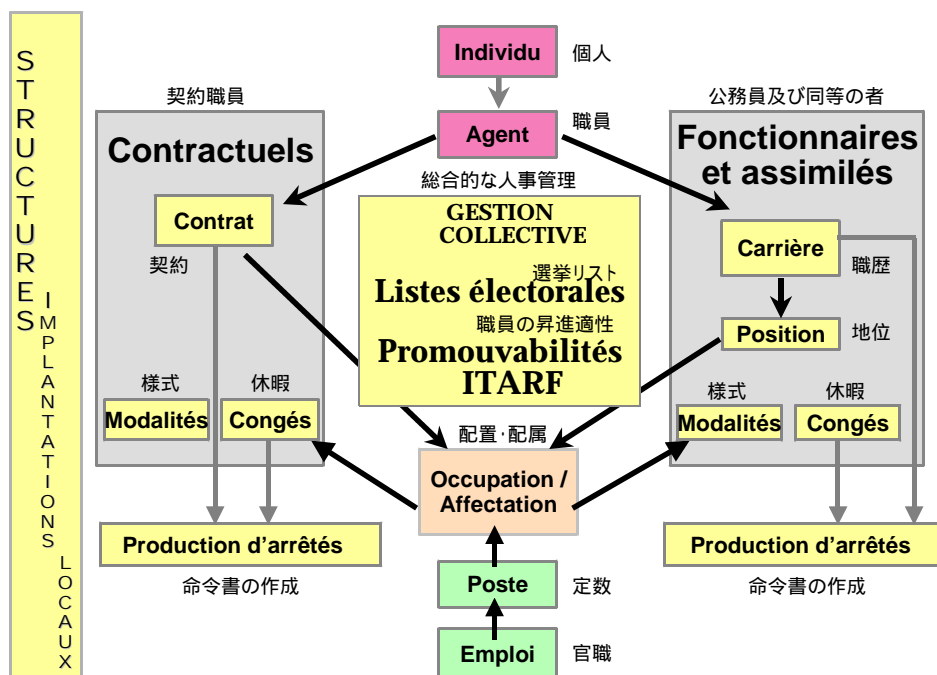 STRUCTURES
IMPLANTATIONS
LOCAUX
Individu
個人
Agent
職員
契約職員
Contractuels
Contrat
契約
様式
Modalités
休暇
Congés
Production d'arrêtés
命令書の作成
総合的な人事管理
GESTION
COLLECTIVE
選挙リスト
Listes électorales
職員の昇進適性
Promouvabilités
ITARF
配置・配属
Occupation /
Affectation
Poste
定数
Emploi
官職
公務員及び同等の者
Fonctionnaires
et assimilés
Carrière
職歴
Position
地位
様式
Modalités
休暇
Congés
Production d'arrêtés
命令書の作成